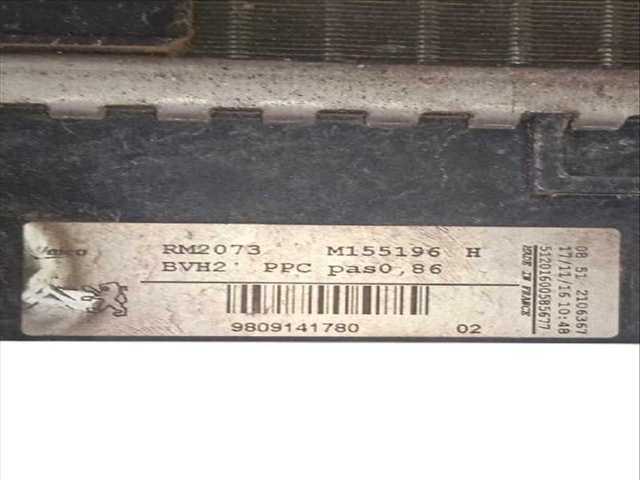 Valeo
RM2073 M155196 H
BVH2 PPC pas0,86
9809141780 02
08 51 2106367
17/11/16 10:48
512016G0585677
MADE IN FRANCE